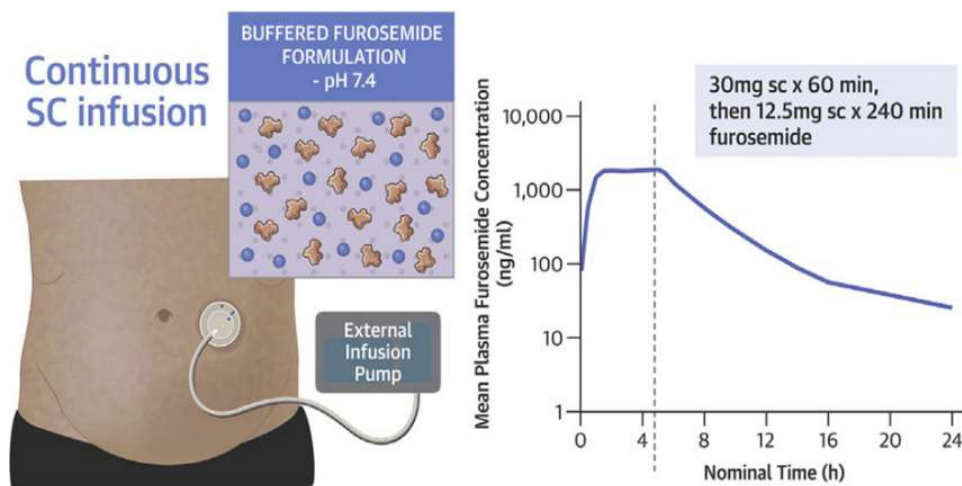 Continuous
SC infusion
BUFFERED FUROSEMIDE
FORMULATION
- pH 7.4
External
Infusion
Pump
30mg sc x 60 min,
then 12.5mg sc x 240 min
furosemide
Mean Plasma Furosemide Concentration
(ng/ml)
10,000
1,000
100
10
1
0 4 8 12 16 20 24
Nominal Time (h)